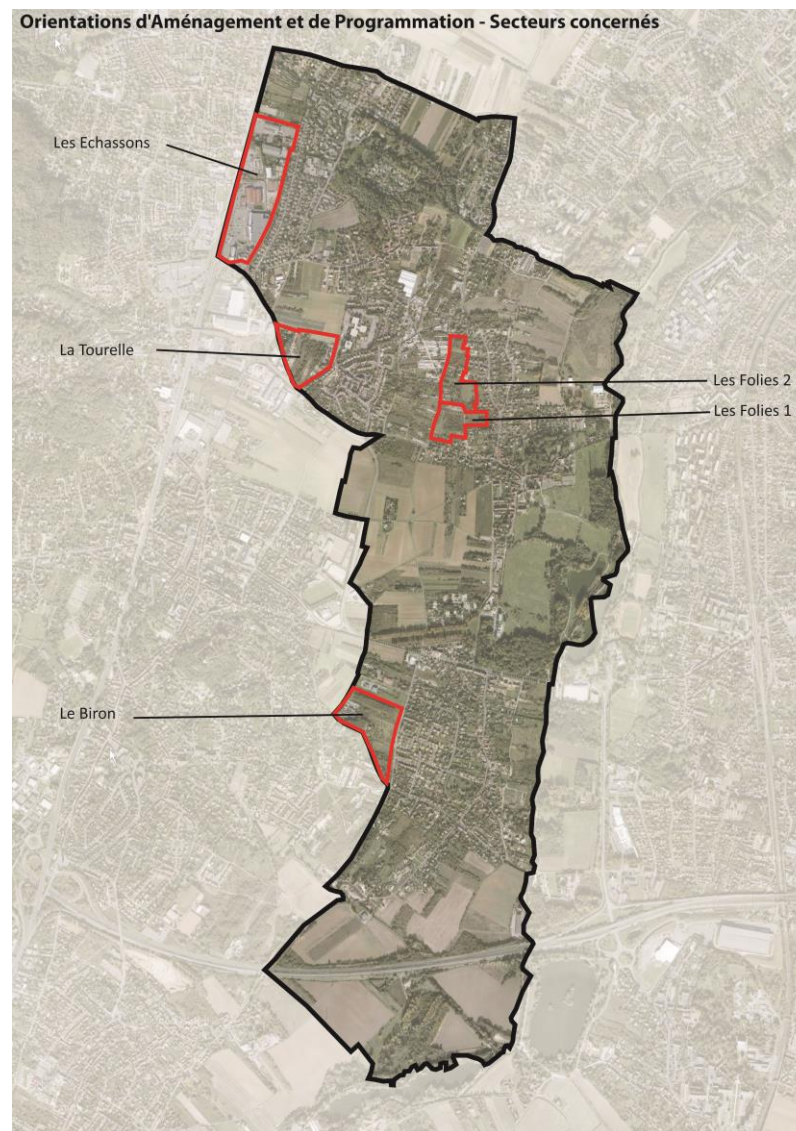 Orientations d'Aménagement et de Programmation - Secteurs concernés
Les Echassons
La Tourelle
Les Folies 2
Les Folies 1
Le Biron